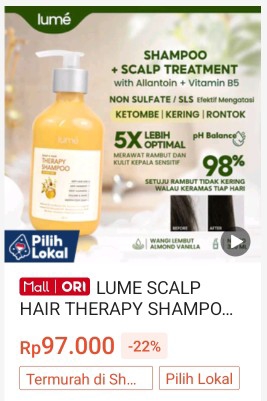 lumé
SHAMPOO
+ SCALP TREATMENT
with Allantoin + Vitamin B5
NON SULFATE / SLS Efektif Mengatasi
KETOMBE | KERING | RONTOK
5X LEBIH
OPTIMAL
MERAWAT RAMBUT DAN
KULIT KEPALA SENSITIF
pH Balance
98%
SETUJU RAMBUT TIDAK KERING
WALAU KERAMAS TIAP HARI
lumé
THERAPY
SHAMPOO
BEFORE
AFTER
WANGI LEMBUT
ALMOND VANILLA
Pilih
Lokal
Mall | ORI LUME SCALP
HAIR THERAPY SHAMPO...
Rp97.000 -22%
Termurah di Sh...
Pilih Lokal